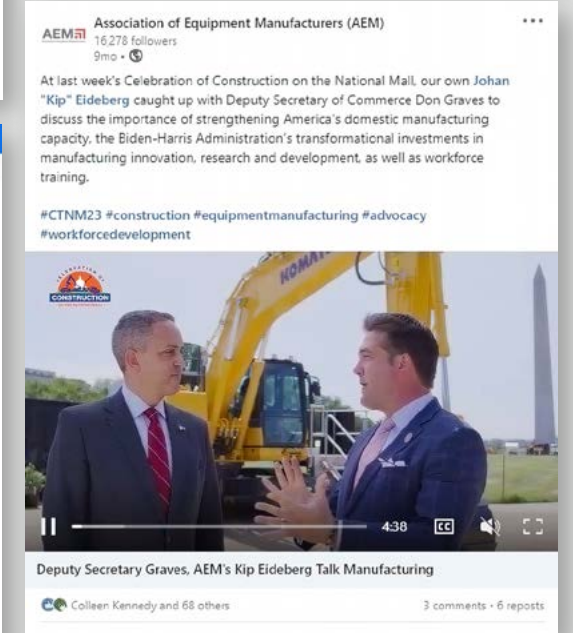 Association of Equipment Manufacturers (AEM)
AEM
16,278 followers
9mo •
At last week's Celebration of Construction on the National Mall, our own Johan
"Kip" Eideberg caught up with Deputy Secretary of Commerce Don Graves to
discuss the importance of strengthening America's domestic manufacturing
capacity, the Biden-Harris Administration's transformational investments in
manufacturing innovation, research and development, as well as workforce
training.
#CTNM23 #construction #equipmentmanufacturing #advocacy
#workforcedevelopment
CELEBRATION OF
CONSTRUCTION
KOMATSU
4:38
CC
Deputy Secretary Graves, AEM's Kip Eideberg Talk Manufacturing
Colleen Kennedy and 68 others
3 comments • 6 reposts